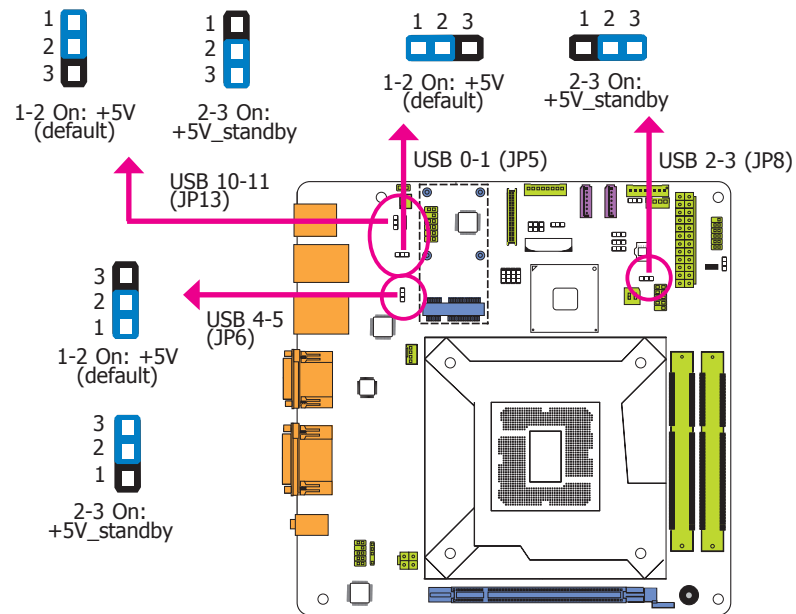 1
2
3
1-2 On: +5V
(default)
1
2
3
2-3 On:
+5V_standby
1 2 3
1-2 On: +5V
(default)
1 2 3
2-3 On:
+5V_standby
USB 10-11
(JP13)
USB 0-1 (JP5)
USB 2-3 (JP8)
3
2
1
1-2 On: +5V
(default)
USB 4-5
(JP6)
3
2
1
2-3 On:
+5V_standby